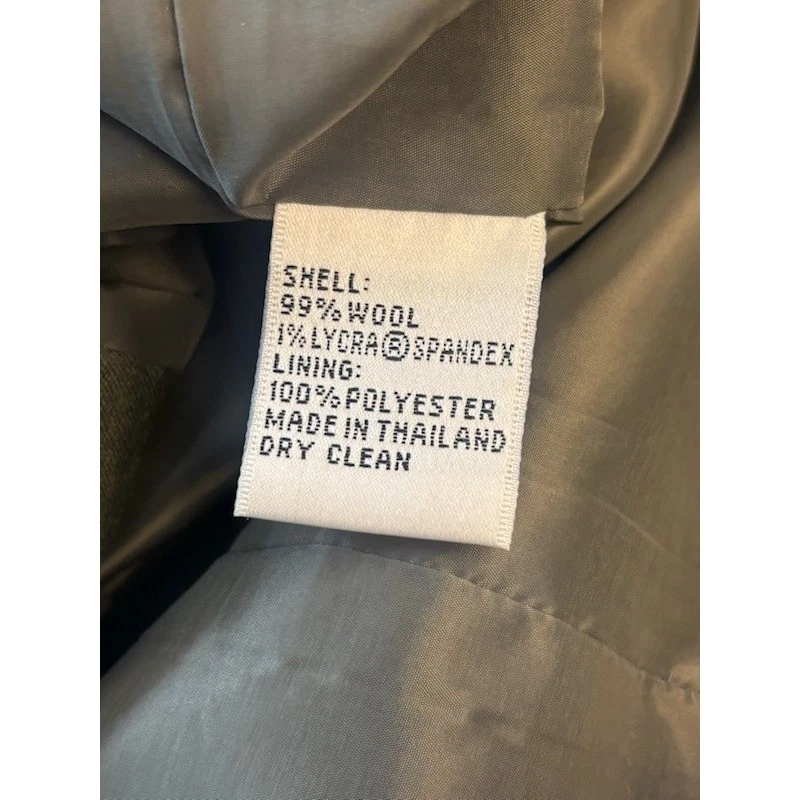 SHELL:
99% WOOL
1% LYCRA® SPANDEX
LINING:
100% POLYESTER
MADE IN THAILAND
DRY CLEAN